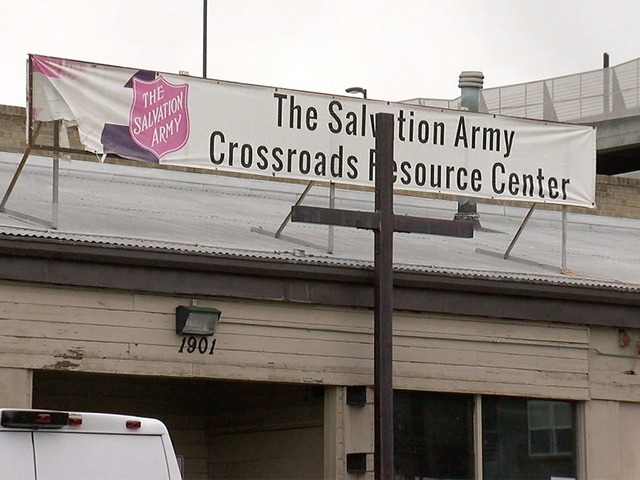 THE
SALVATION
ARMY
The Salvation Army
Crossroads Resource Center
1901